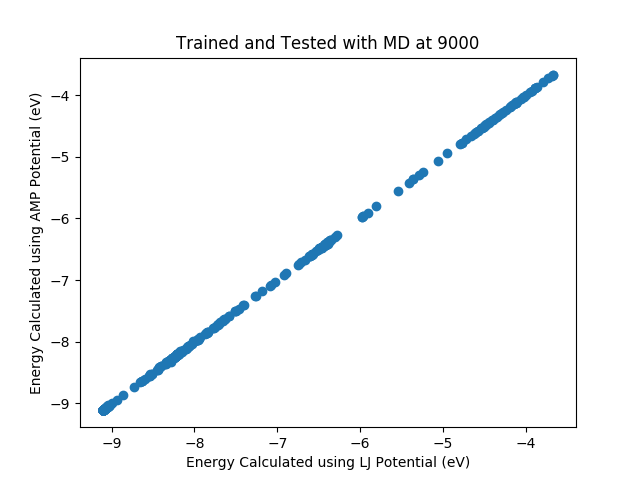 Trained and Tested with MD at 9000
Energy Calculated using AMP Potential (eV)
−4
−5
−6
−7
−8
−9
−9 −8 −7 −6 −5 −4
Energy Calculated using LJ Potential (eV)